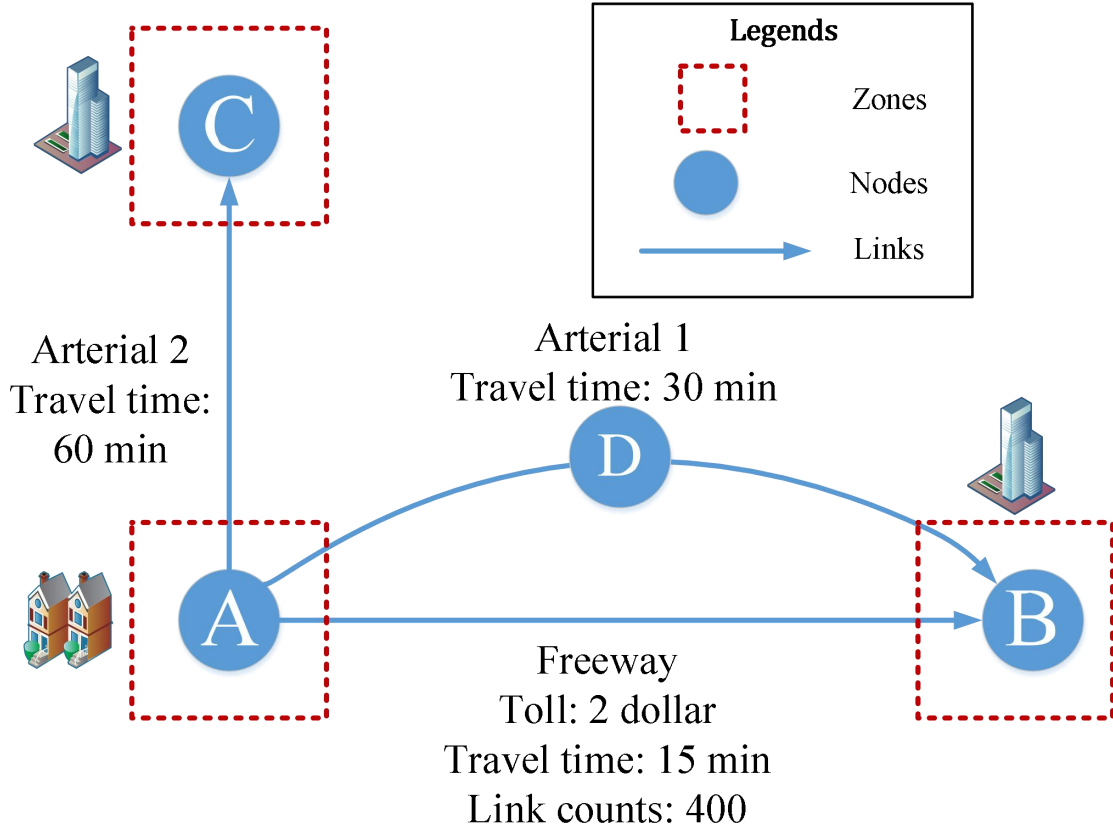 Legends
Zones
Nodes
Links
C
Arterial 2
Travel time:
60 min
Arterial 1
Travel time: 30 min
D
A
B
Freeway
Toll: 2 dollar
Travel time: 15 min
Link counts: 400